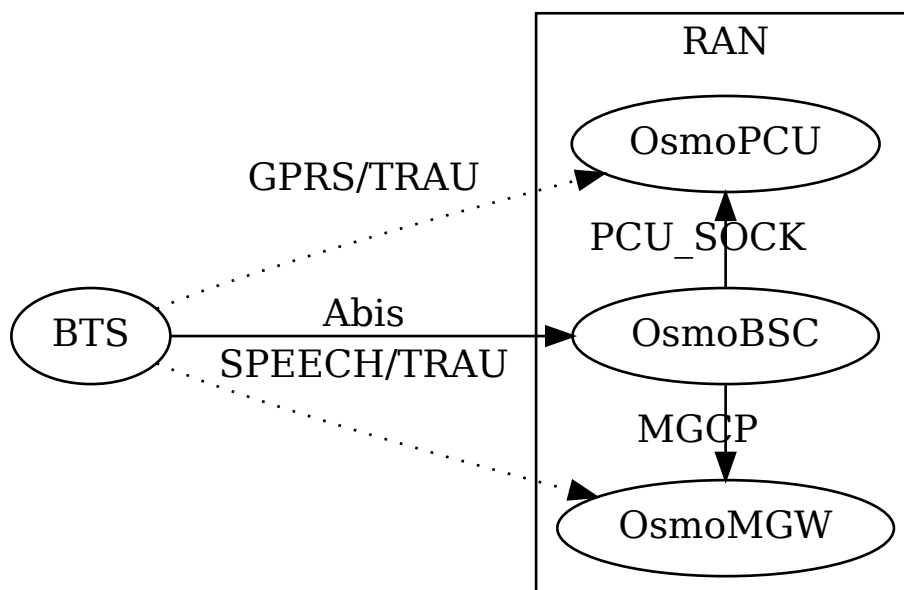 RAN
OsmoPCU
GPRS/TRAU
PCU_SOCK
Abis
BTS
OsmoBSC
SPEECH/TRAU
MGCP
OsmoMGW